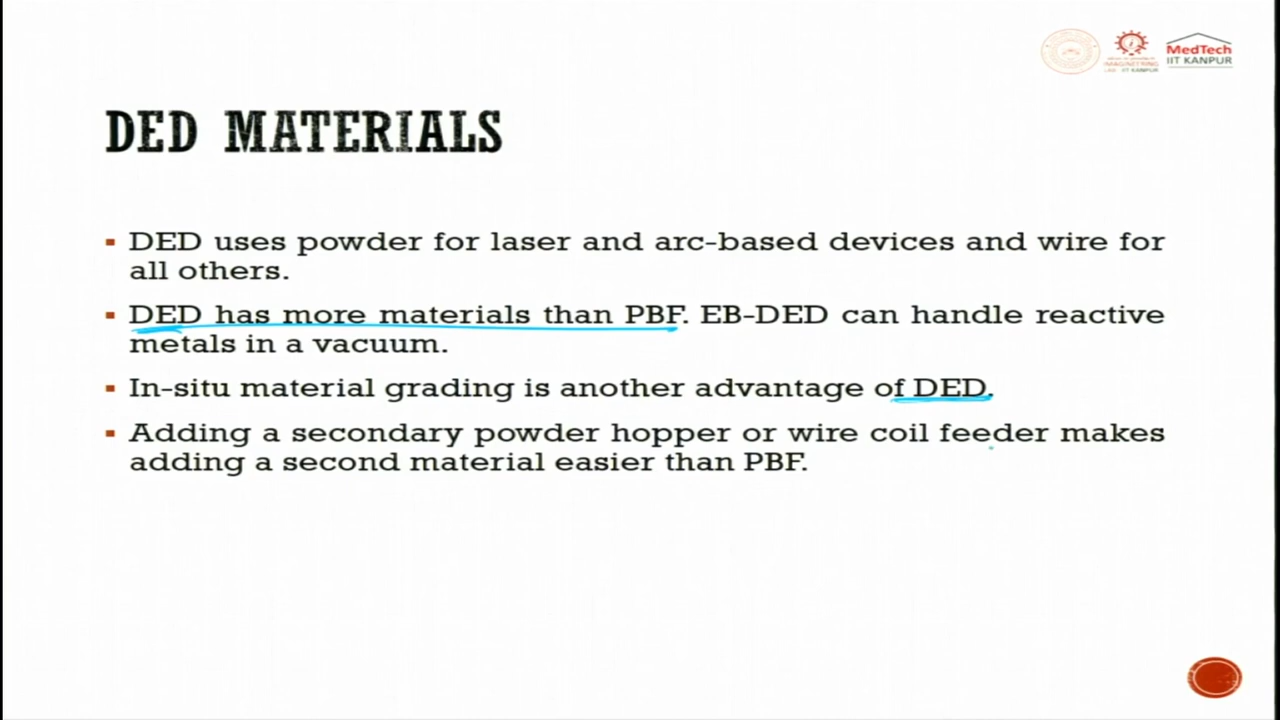 MedTech
IIT KANPUR
DED MATERIALS
DED uses powder for laser and arc-based devices and wire for
all others.
DED has more materials than PBF. EB-DED can handle reactive
metals in a vacuum.
In-situ material grading is another advantage of DED.
Adding a secondary powder hopper or wire coil feeder makes
adding a second material easier than PBF.